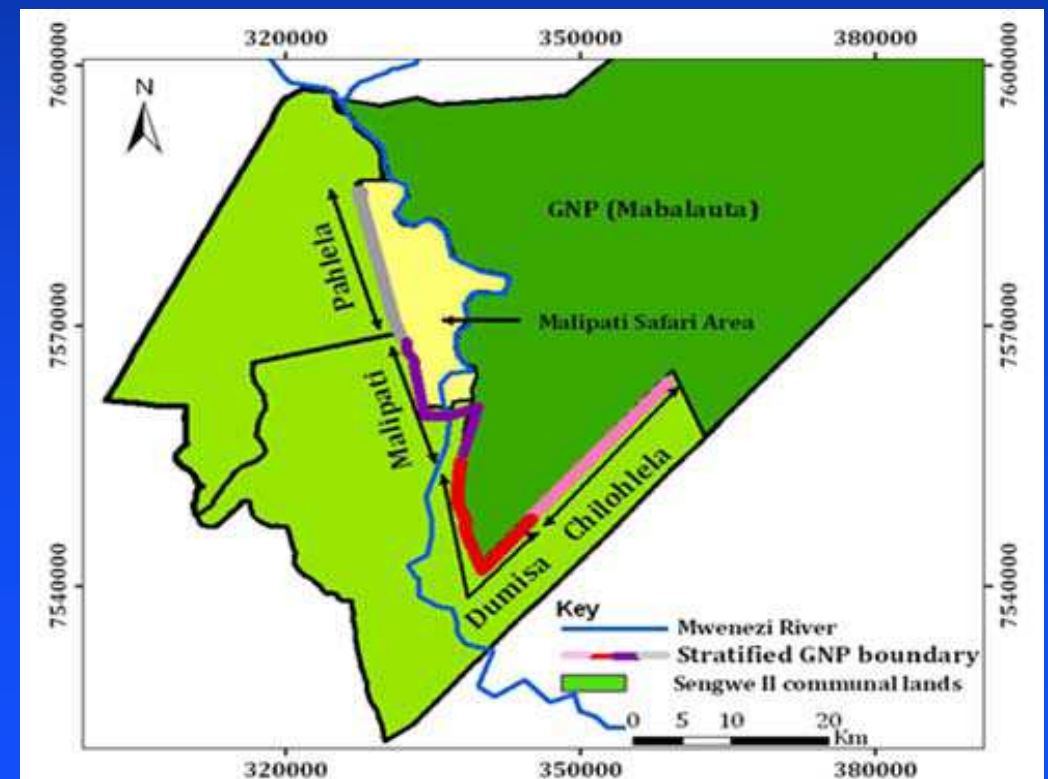 320000 350000 380000
7600000
7600000
N
GNP (Mabalauta)
Pahlela
Malipati Safari Area
7570000
7570000
Malipati
Chilohlela
Dumisa
7540000
7540000
Key
Mwenezi River
Stratified GNP boundary
Sengwe II communal lands
0 5 10 20
Km
320000 350000 380000